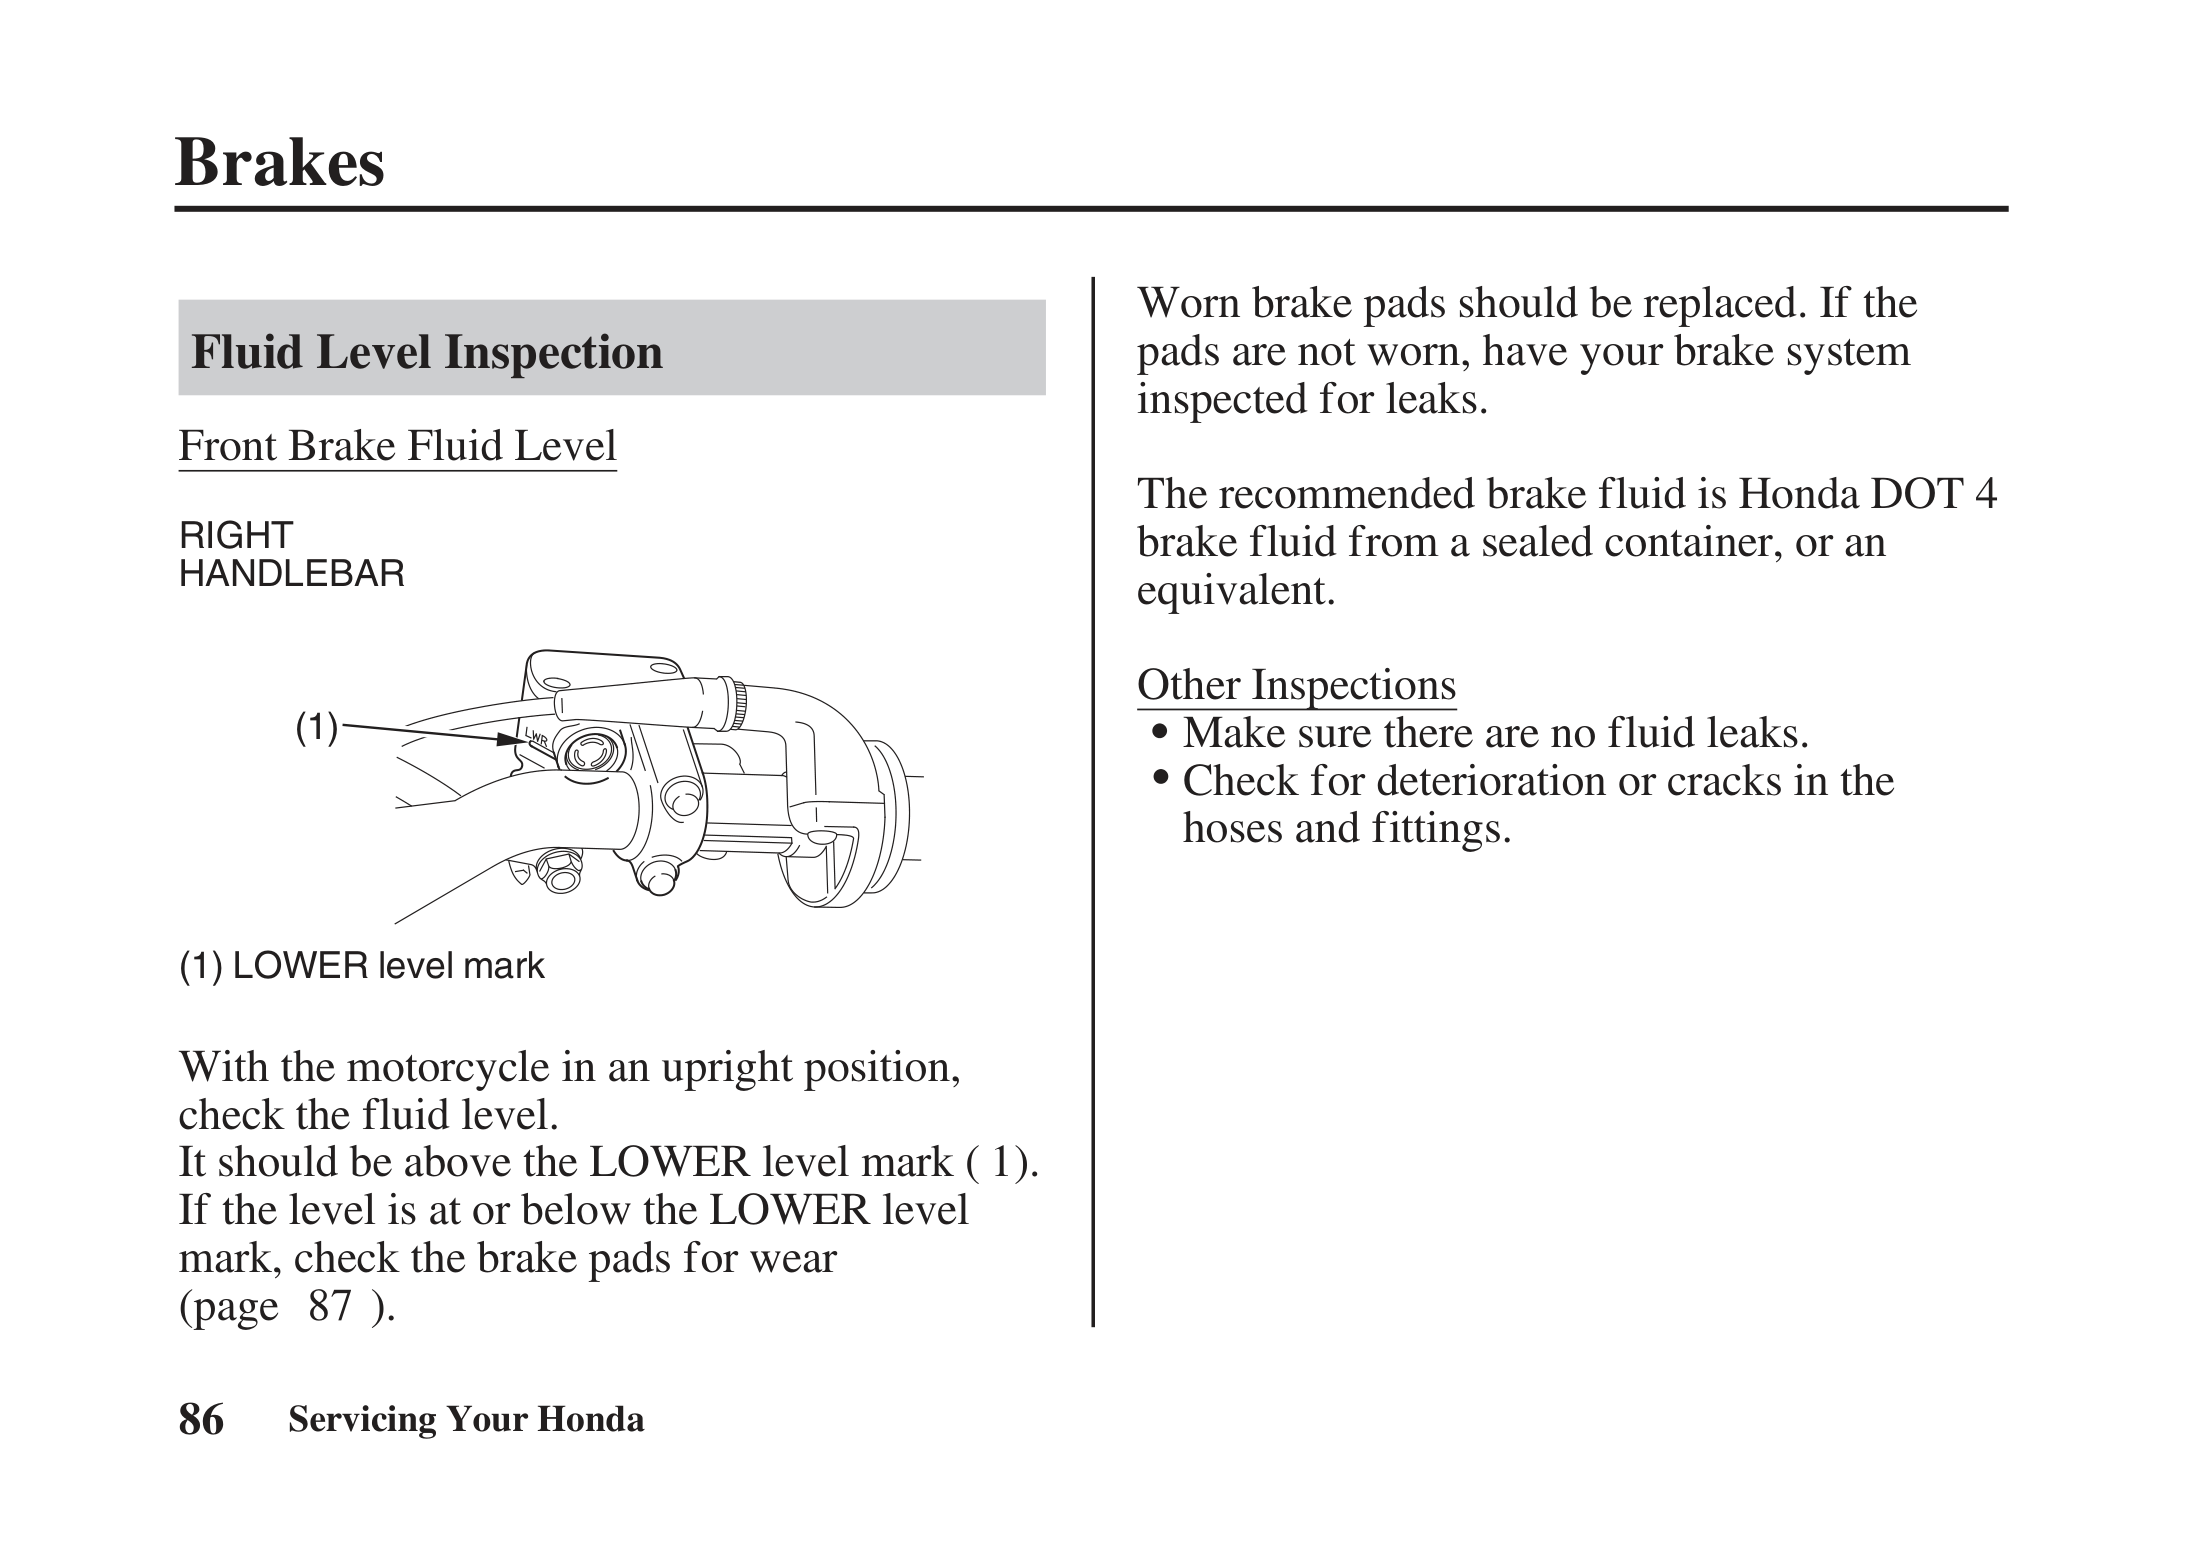 Brakes
Fluid Level Inspection
Front Brake Fluid Level
RIGHT
HANDLEBAR
(1)
LWR
(1) LOWER level mark
With the motorcycle in an upright position,
check the fluid level.
It should be above the LOWER level mark ( 1).
If the level is at or below the LOWER level
mark, check the brake pads for wear
(page 87 ).
Worn brake pads should be replaced. If the
pads are not worn, have your brake system
inspected for leaks.
The recommended brake fluid is Honda DOT 4
brake fluid from a sealed container, or an
equivalent.
Other Inspections
• Make sure there are no fluid leaks.
• Check for deterioration or cracks in the
hoses and fittings.
86 Servicing Your Honda